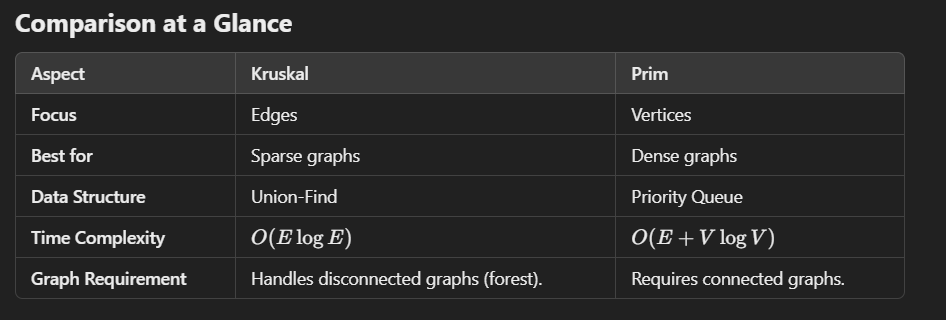 Comparison at a Glance
Aspect Kruskal Prim
Focus Edges Vertices
Best for Sparse graphs Dense graphs
Data Structure Union-Find Priority Queue
Time Complexity O(E log E) O(E + V log V)
Graph Requirement Handles disconnected graphs (forest). Requires connected graphs.